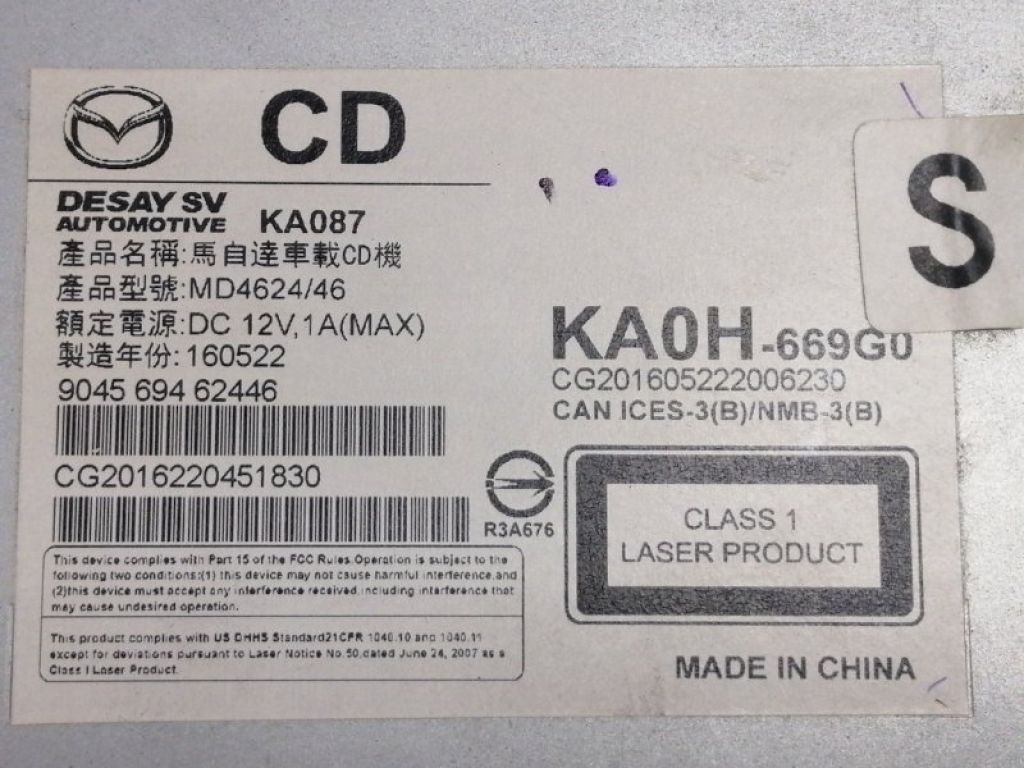 CD
S
DESAY SV
AUTOMOTIVE KA087
產品名稱:馬自達車載CD機
產品型號:MD4624/46
額定電源:DC 12V,1A(MAX)
製造年份:160522
9045 694 62446
KA0H-669G0
CG201605222006230
CAN ICES-3(B)/NMB-3(B)
CG2016220451830
R3A676
CLASS 1
LASER PRODUCT
This device complies with Part 15 of the FCC Rules.Operation is subject to the
following two conditions:(1) this device may not cause harmful interference,and
(2)this device must accept any interference received,including interference that
may cause undesired operation.
This product complies with US DHHS Standard21CFR 1040.10 and 1040.11
except for deviations pursuant to Laser Notice No.50,dated June 24, 2007 as a
Class I Laser Product.
MADE IN CHINA